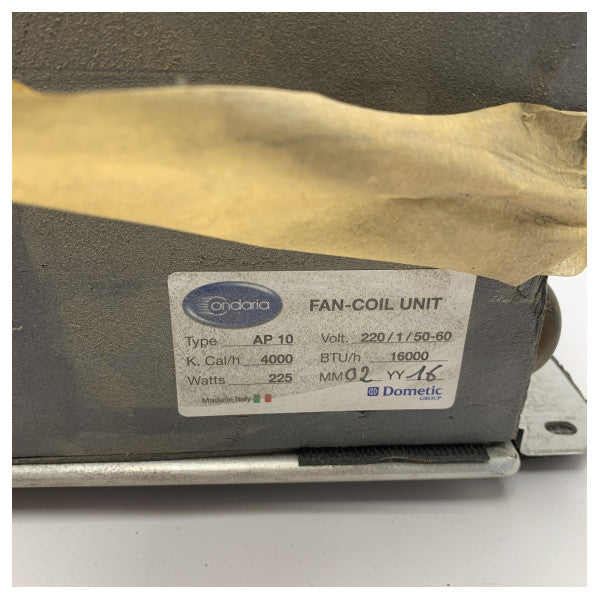 Condaria
FAN-COIL UNIT
Type AP 10 Volt. 220/1/50-60
K. Cal/h 4000 BTU/h 16000
Watts 225 MM 02 YY 16
Made in Italy Dometic
GROUP